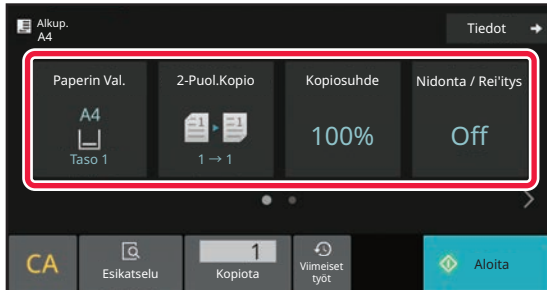 Alkup.
A4
Tiedot
Paperin Val.
A4
Taso 1
2-Puol.Kopio
1 → 1
Kopiosuhde
100%
Nidonta / Rei'itys
Off
CA
Esikatselu
1
Kopiota
Viimeiset
työt
Aloita